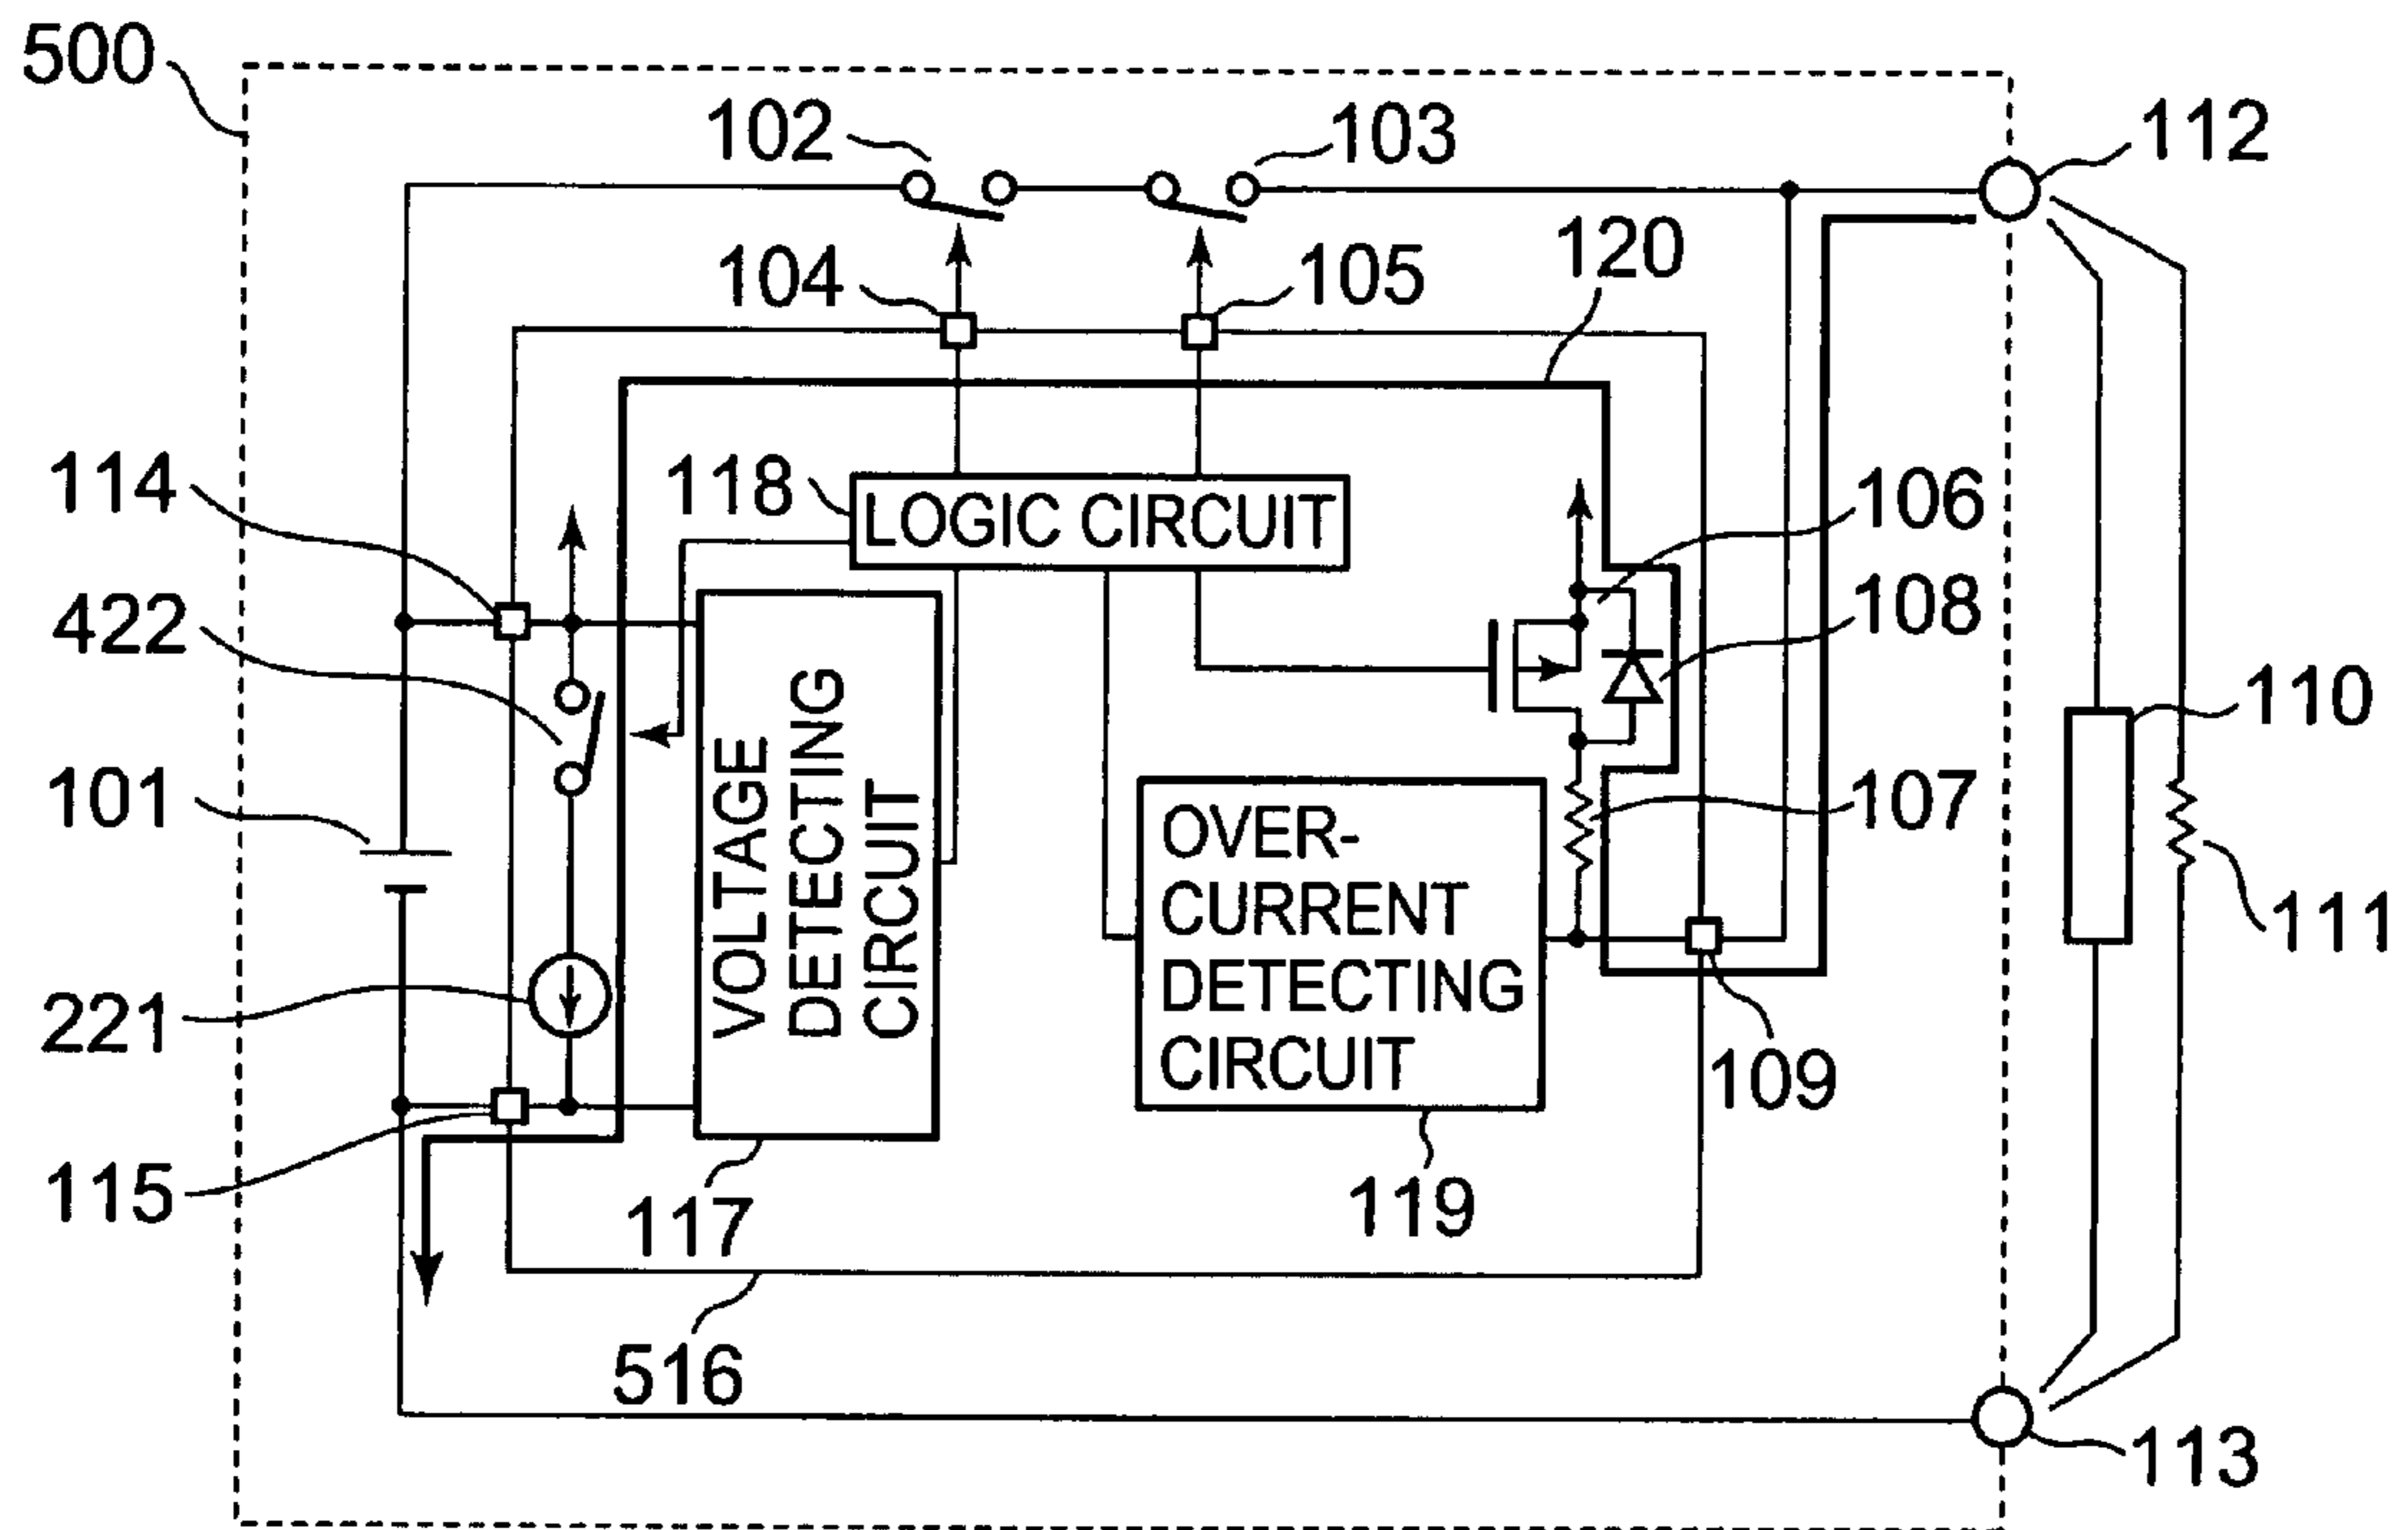 500
102
103
112
104
105
120
114
118
LOGIC CIRCUIT
106
422
108
110
101
VOLTAGE
DETECTING
CIRCUIT
OVER-
CURRENT
DETECTING
CIRCUIT
107
111
221
109
115
117
119
516
113